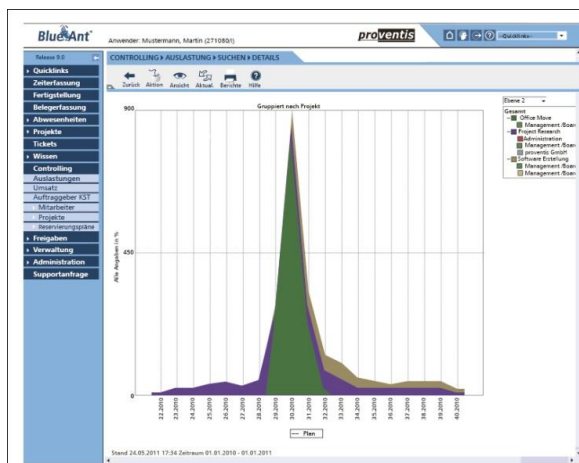 Blue Ant
Anwender: Mustermann, Martin (271080/I)
proventis
-Quicklinks-
Release 9.0
CONTROLLING AUSLASTUNG SUCHEN DETAILS
Quicklinks
Zeiterfassung
Fertigstellung
Belegerfassung
Abwesenheiten
Projekte
Tickets
Wissen
Controlling
Auslastungen
Umsatz
Auftraggeber KST
Mitarbeiter
Projekte
Reservierungspläne
Freigaben
Verwaltung
Administration
Supportanfrage
Zurück Aktion Ansicht Aktual. Berichte Hilfe
Gruppiert nach Projekt
900
450
0
Alle Angaben in %
22.2010 23.2010 24.2010 25.2010 26.2010 27.2010 28.2010 29.2010 30.2010 31.2010 32.2010 33.2010 34.2010 35.2010 36.2010 37.2010 38.2010 39.2010 40.2010
Plan
Ebene 2
Gesamt
Office Move
Management /Boar
Project Research
Administration
Management /Boar
proventis GmbH
Software Erstellung
Management /Boar
Management /Boar
Stand 24.05.2011 17:34 Zeitraum 01.01.2010 - 01.01.2011